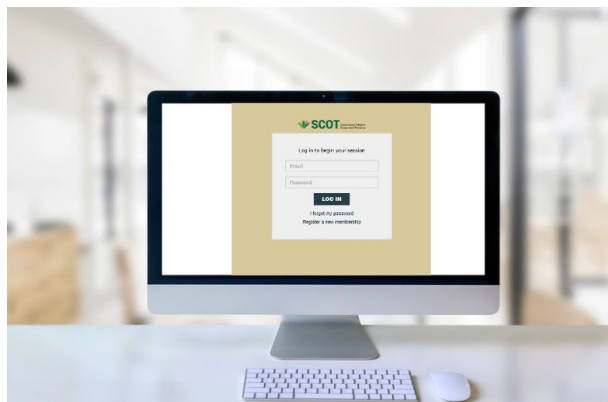 SCOT
Log in to begin your session
Email
Password
LOG IN
I forgot my password
Register a new membership